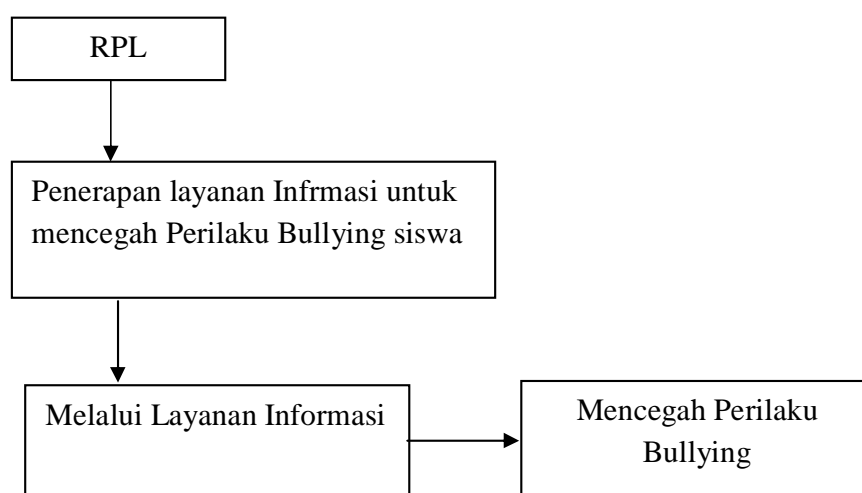 RPL
Penerapan layanan Infrmasi untuk
mencegah Perilaku Bullying siswa
Melalui Layanan Informasi
Mencegah Perilaku
Bullying